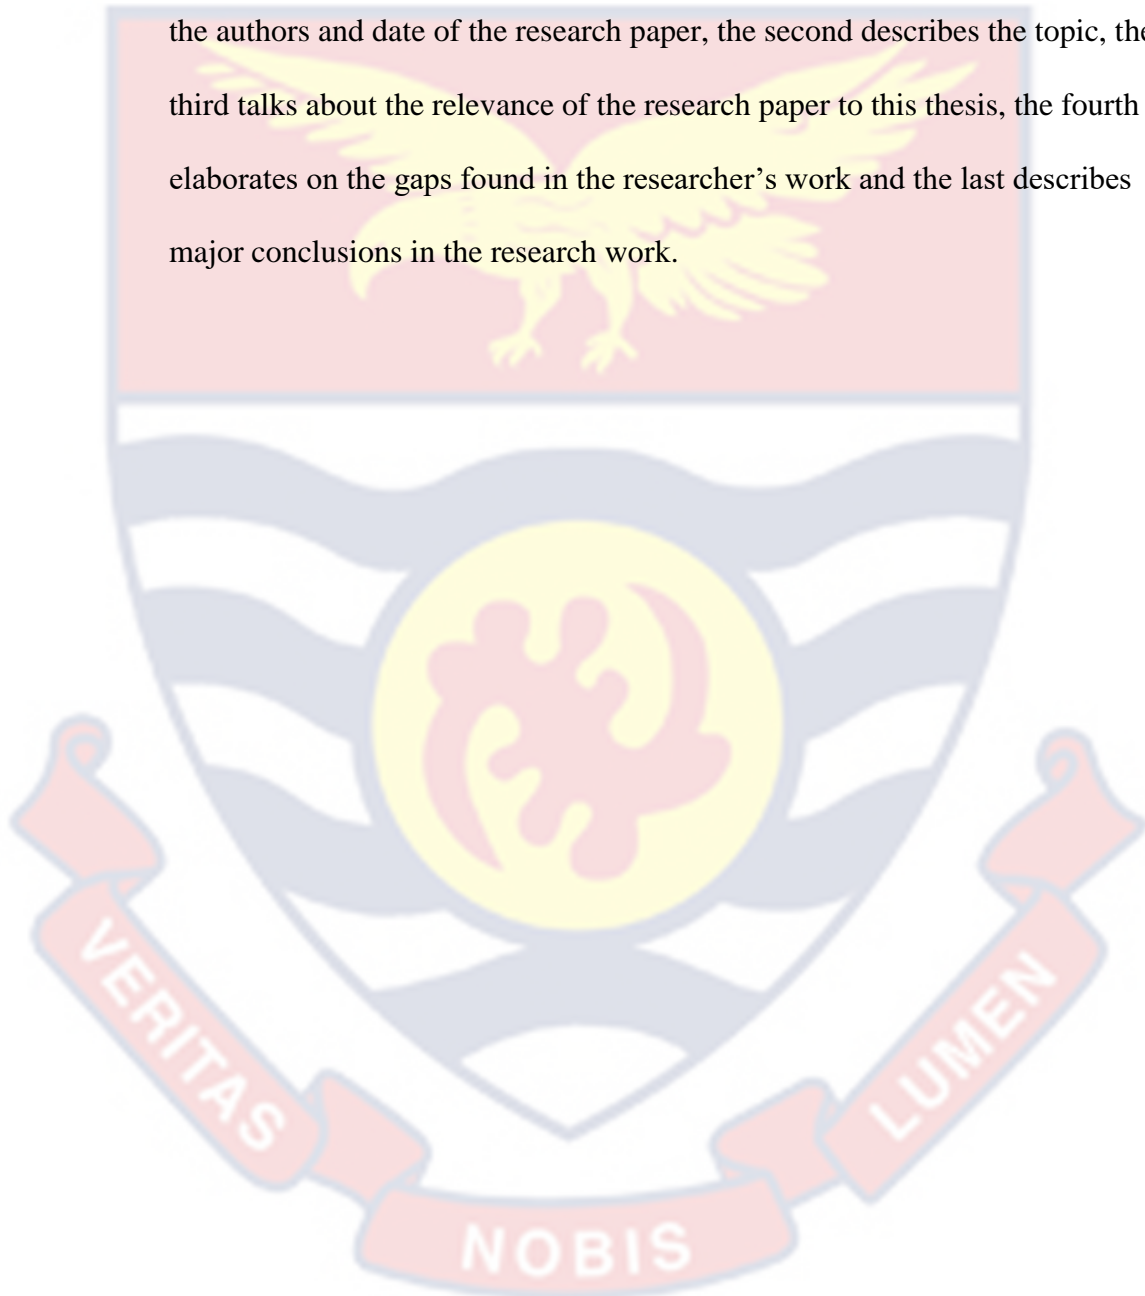 the authors and date of the research paper, the second describes the topic, the
third talks about the relevance of the research paper to this thesis, the fourth
elaborates on the gaps found in the researcher’s work and the last describes
major conclusions in the research work.
VERITAS
NOBIS
LUMEN